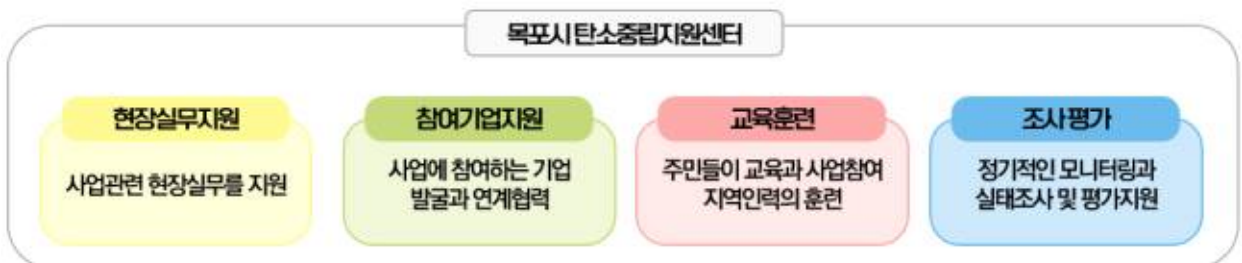 목포시 탄소중립지원센터
현장실무지원
사업관련 현장실무를 지원
참여기업지원
사업에 참여하는 기업
발굴과 연계협력
교육훈련
주민들이 교육과 사업참여
지역인력의 훈련
조사 평가
정기적인 모니터링과
실태조사 및 평가지원